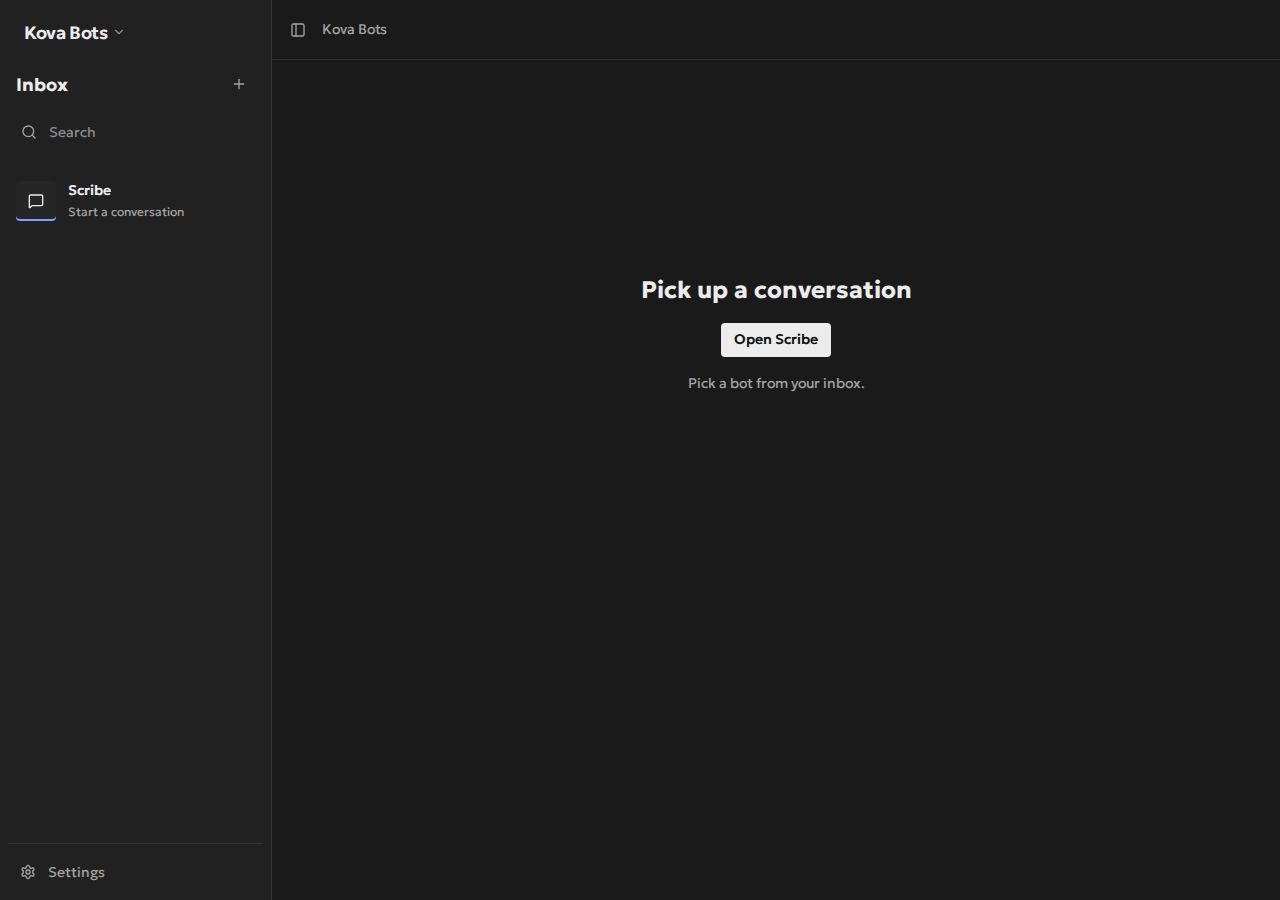 Kova Bots
Inbox
Search
Scribe
Start a conversation
Settings
Kova Bots
Pick up a conversation
Open Scribe
Pick a bot from your inbox.